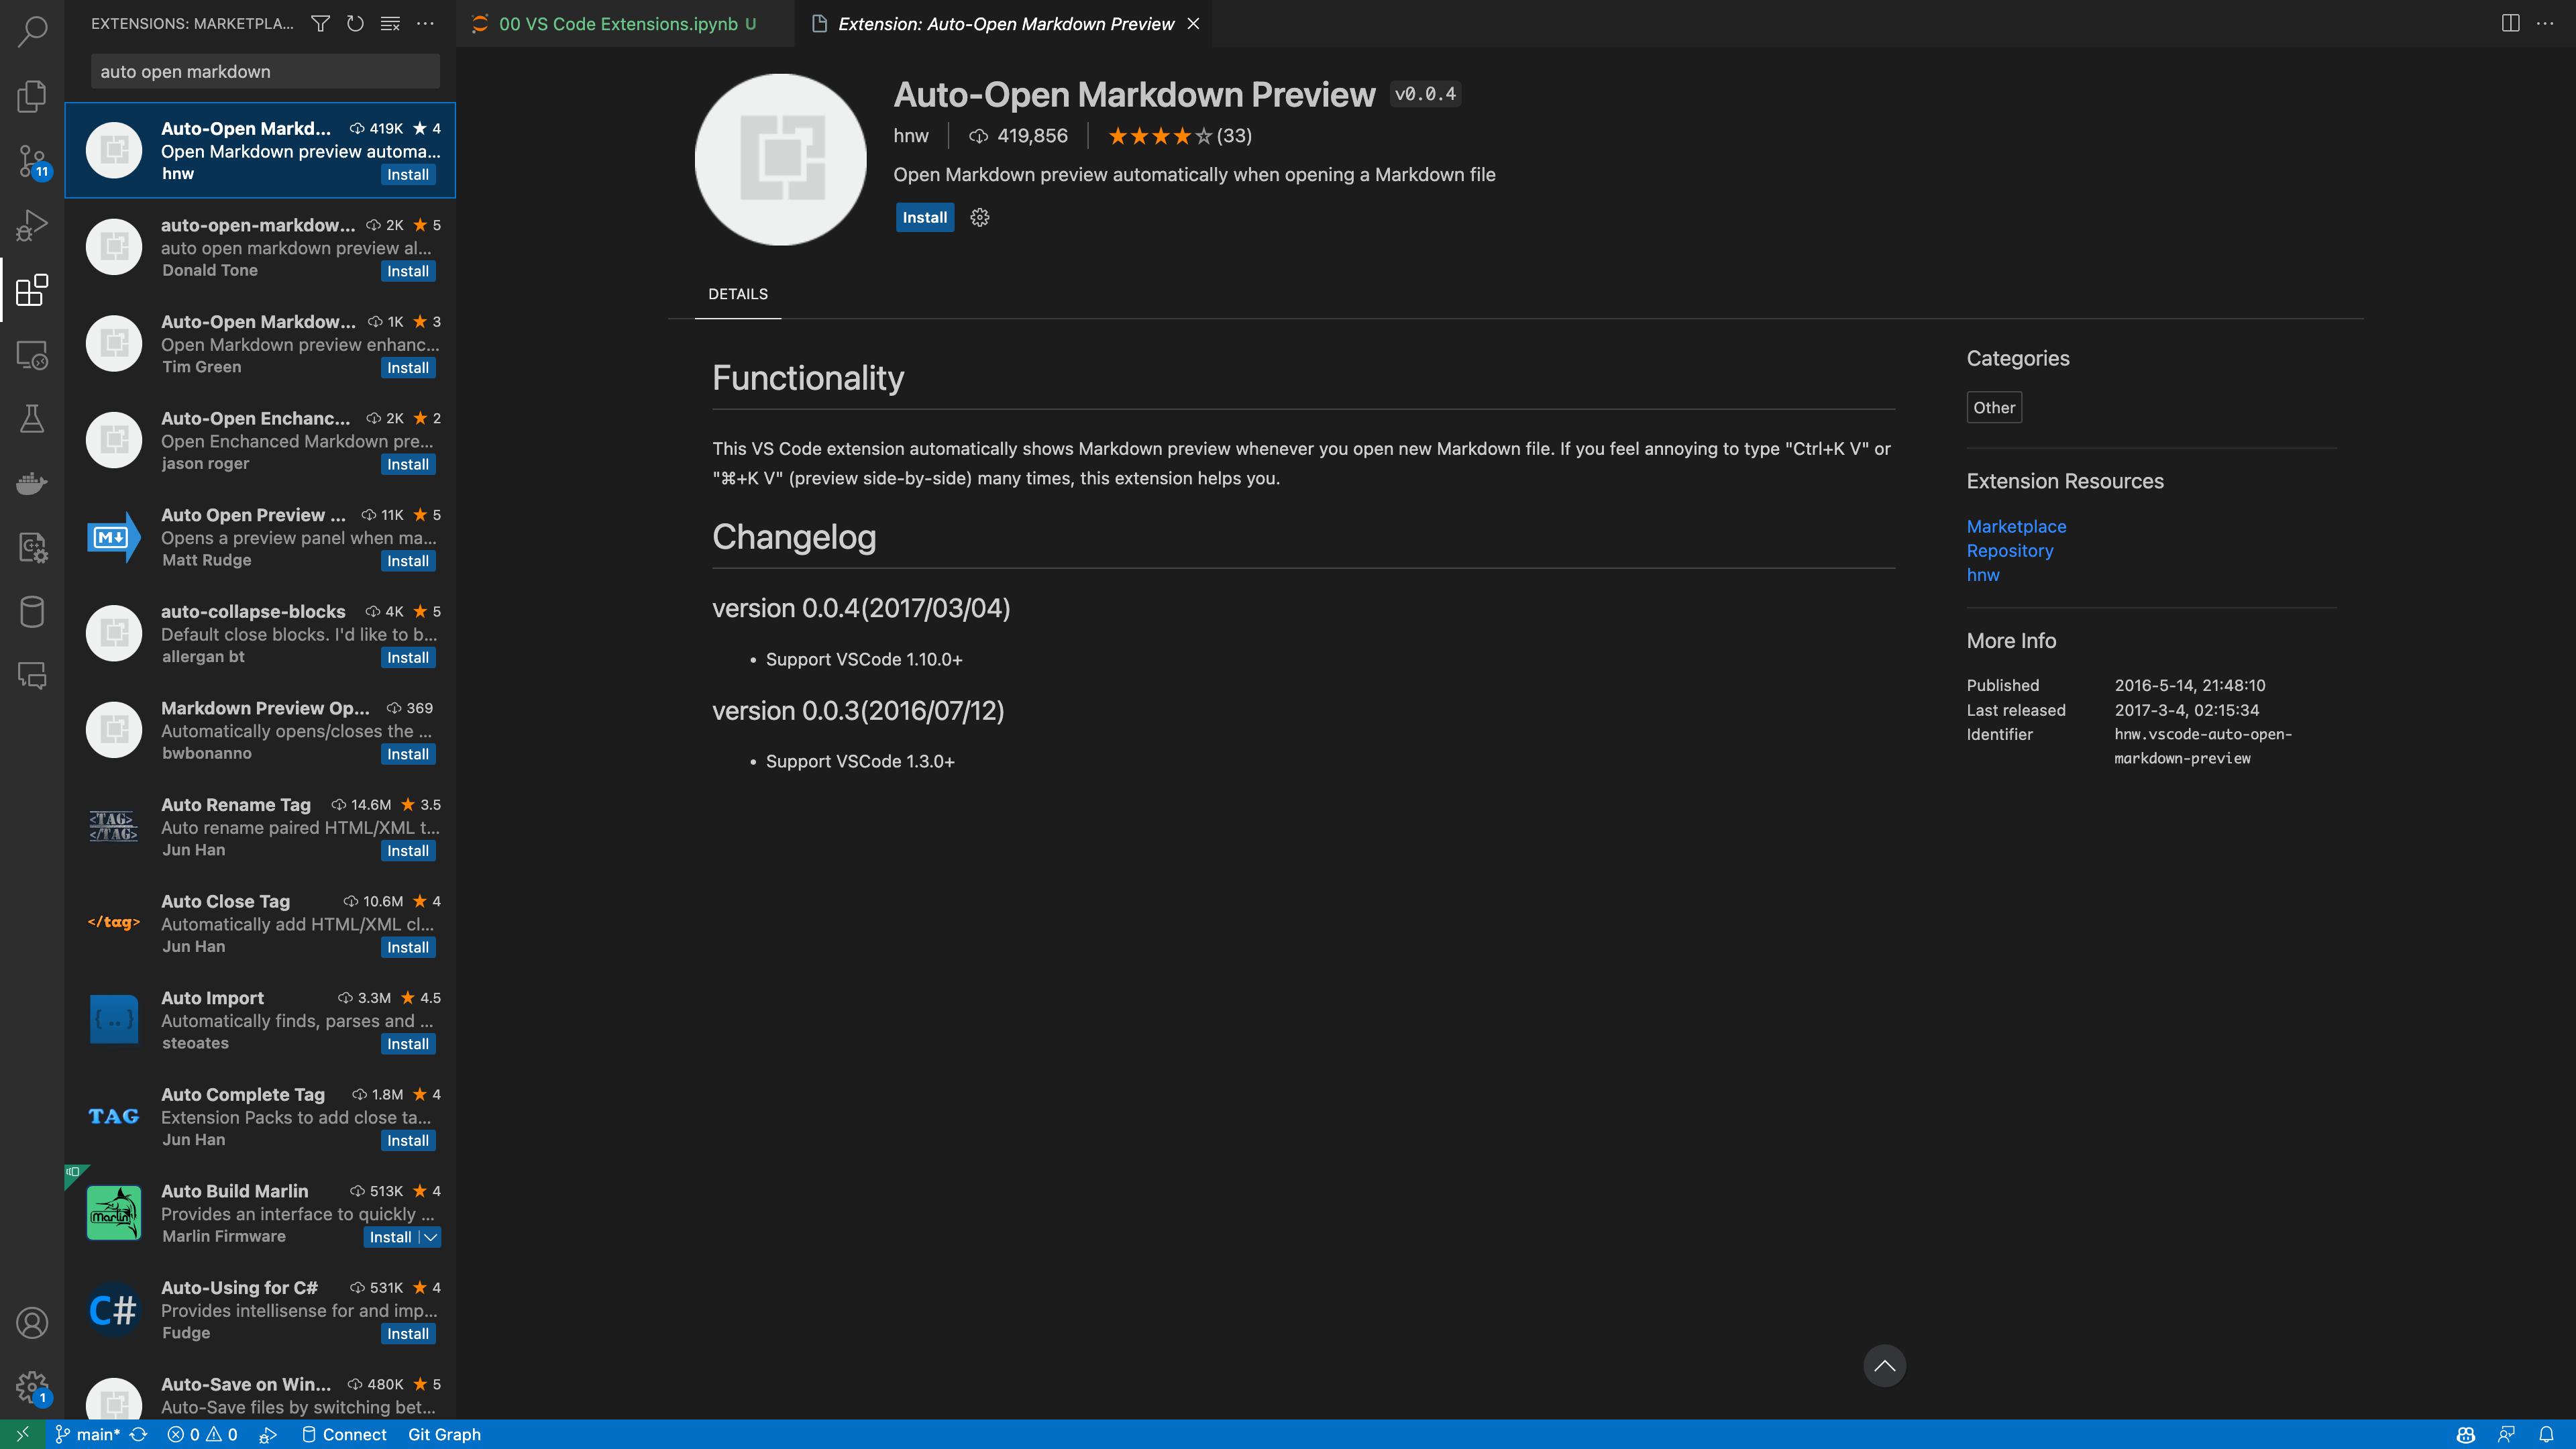 EXTENSIONS: MARKETPLA...
auto open markdown
Auto-Open Markd... 419K ★ 4
Open Markdown preview automa...
hnw Install
auto-open-markdow... 2K ★ 5
auto open markdown preview al...
Donald Tone Install
Auto-Open Markdow... 1K ★ 3
Open Markdown preview enhanc...
Tim Green Install
Auto-Open Enchanc... 2K ★ 2
Open Enchanced Markdown pre...
jason roger Install
M↓
Auto Open Preview ... 11K ★ 5
Opens a preview panel when ma...
Matt Rudge Install
auto-collapse-blocks 4K ★ 5
Default close blocks. I'd like to b...
allergan bt Install
Markdown Preview Op... 369
Automatically opens/closes the ...
bwbonanno Install
<TAG>
</TAG>
Auto Rename Tag 14.6M ★ 3.5
Auto rename paired HTML/XML t...
Jun Han Install
</tag>
Auto Close Tag 10.6M ★ 4
Automatically add HTML/XML cl...
Jun Han Install
{..}
Auto Import 3.3M ★ 4.5
Automatically finds, parses and ...
steoates Install
TAG
Auto Complete Tag 1.8M ★ 4
Extension Packs to add close ta...
Jun Han Install
Marlin
Auto Build Marlin 513K ★ 4
Provides an interface to quickly ...
Marlin Firmware Install
C#
Auto-Using for C# 531K ★ 4
Provides intellisense for and imp...
Fudge Install
Auto-Save on Win... 480K ★ 5
Auto-Save files by switching bet...
11
1
00 VS Code Extensions.ipynb U
Extension: Auto-Open Markdown Preview
Auto-Open Markdown Preview v0.0.4
hnw 419,856 ★★★★☆(33)
Open Markdown preview automatically when opening a Markdown file
Install
DETAILS
Functionality
This VS Code extension automatically shows Markdown preview whenever you open new Markdown file. If you feel annoying to type "Ctrl+K V" or
"⌘+K V" (preview side-by-side) many times, this extension helps you.
Changelog
version 0.0.4(2017/03/04)
• Support VSCode 1.10.0+
version 0.0.3(2016/07/12)
• Support VSCode 1.3.0+
Categories
Other
Extension Resources
Marketplace
Repository
hnw
More Info
Published 2016-5-14, 21:48:10
Last released 2017-3-4, 02:15:34
Identifier hnw.vscode-auto-open-
markdown-preview
main* 0 0 Connect Git Graph